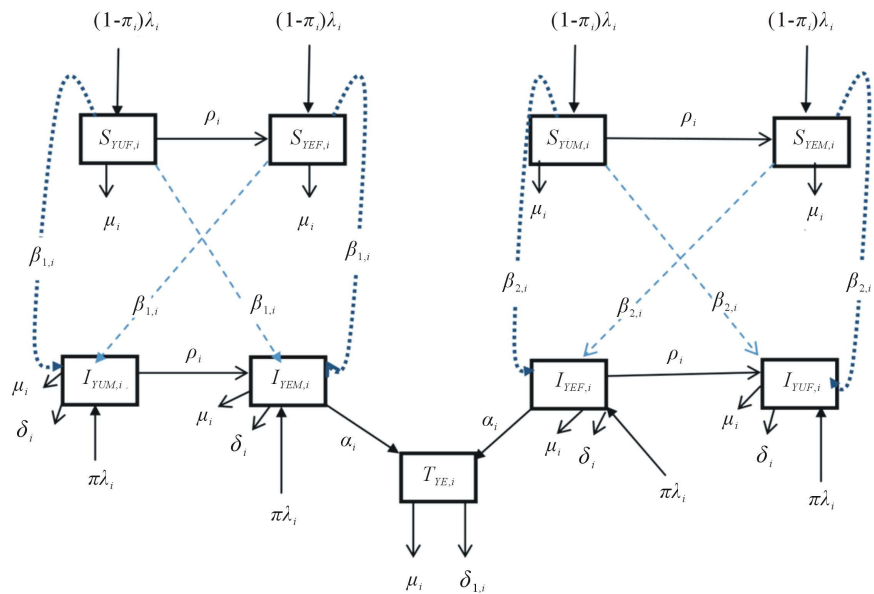 (1-π_i)λ_i (1-π_i)λ_i (1-π_i)λ_i (1-π_i)λ_i
S_{YUF,i} ρ_i S_{YEF,i} S_{YUM,i} ρ_i S_{YEM,i}
μ_i μ_i μ_i μ_i
β_{1,i} β_{1,i} β_{2,i} β_{2,i}
β_{1,i} β_{1,i} β_{2,i} β_{2,i}
I_{YUM,i} ρ_i I_{YEM,i} I_{YEF,i} ρ_i I_{YUF,i}
μ_i μ_i μ_i μ_i
δ_i δ_i α_i α_i δ_i δ_i
πλ_i πλ_i T_{YE,i} πλ_i πλ_i
μ_i δ_{1,i}